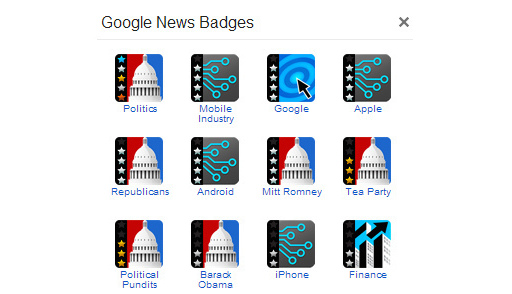 Google News Badges
Politics
Mobile
Industry
Google
Apple
Republicans
Android
Mitt Romney
Tea Party
Political
Pundits
Barack
Obama
iPhone
Finance